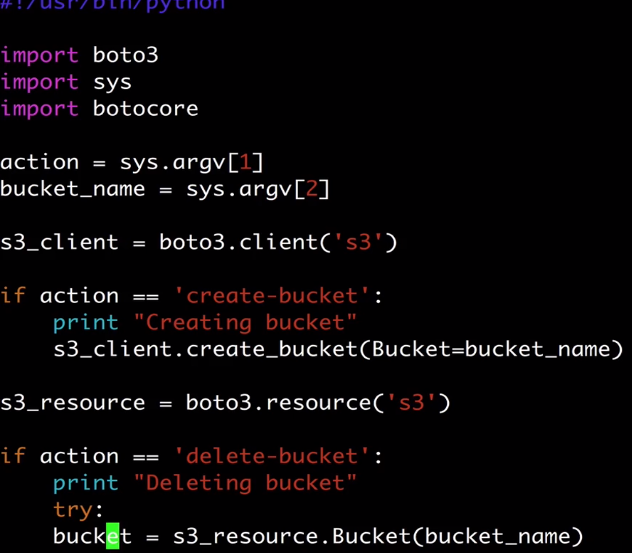 #!/usr/bin/python
import boto3
import sys
import botocore
action = sys.argv[1]
bucket_name = sys.argv[2]
s3_client = boto3.client('s3')
if action == 'create-bucket':
    print "Creating bucket"
    s3_client.create_bucket(Bucket=bucket_name)
s3_resource = boto3.resource('s3')
if action == 'delete-bucket':
    print "Deleting bucket"
    try:
    bucket = s3_resource.Bucket(bucket_name)